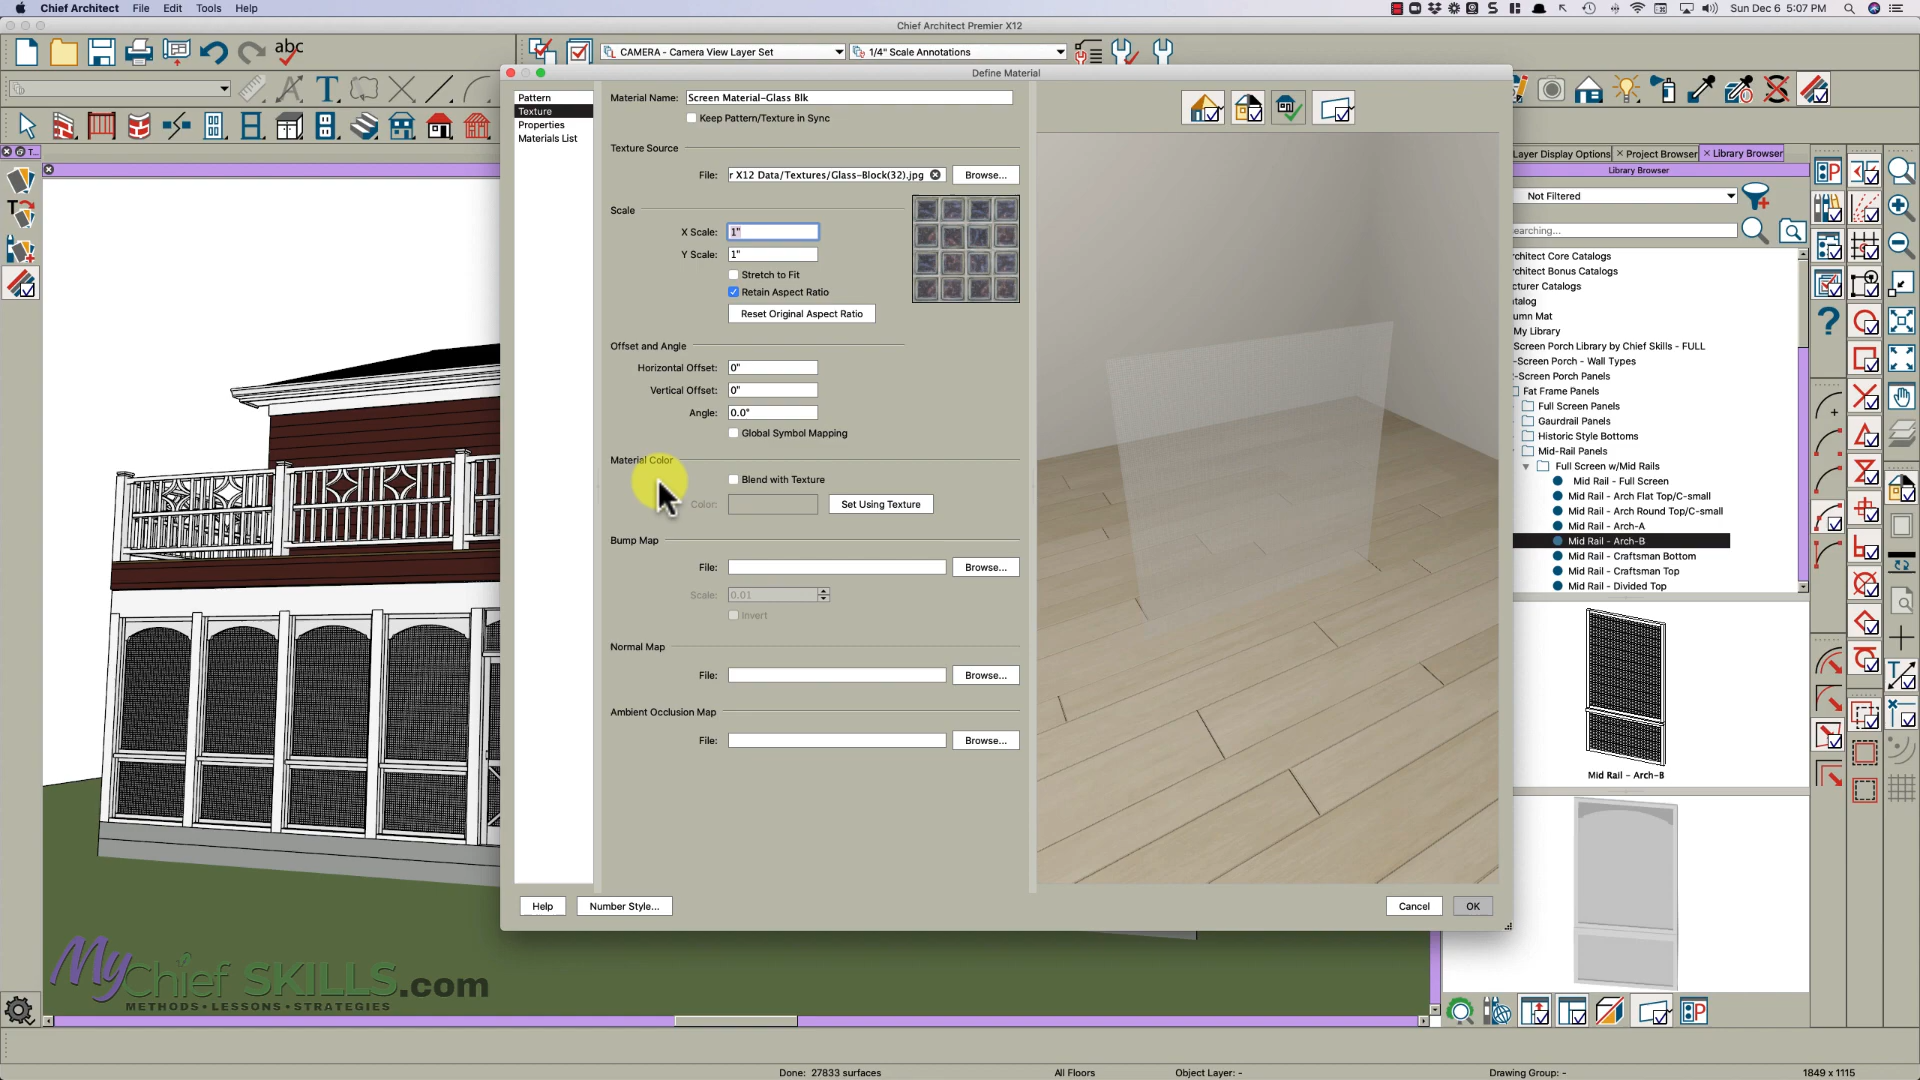 Chief Architect File Edit Tools Window Help
Sun Dec 6 5:07 PM
Chief Architect Premier X12
abc
CAMERA - Camera View Layer Set
1/4" Scale Annotations
Define Material
Pattern
Texture
Properties
Materials List
Material Name: Screen Material-Glass Blk
Keep Pattern/Texture in Sync
Texture Source
File: r X12 Data/Textures/Glass-Block(32).jpg Browse...
Scale
X Scale: 1"
Y Scale: 1"
Stretch to Fit
Retain Aspect Ratio
Reset Original Aspect Ratio
Offset and Angle
Horizontal Offset: 0"
Vertical Offset: 0"
Angle: 0.0°
Global Symbol Mapping
Material Color
Blend with Texture
Color: Set Using Texture
Bump Map
File: Browse...
Scale: 0.01
Invert
Normal Map
File: Browse...
Ambient Occlusion Map
File: Browse...
Help Number Style... Cancel OK
Layer Display Options Project Browser Library Browser
Library Browser
Not Filtered
earching...
rchitect Core Catalogs
rchitect Bonus Catalogs
cturer Catalogs
atalog
umn Mat
My Library
Screen Porch Library by Chief Skills - FULL
-Screen Porch - Wall Types
-Screen Porch Panels
Fat Frame Panels
Full Screen Panels
Gaurdrail Panels
Historic Style Bottoms
Mid-Rail Panels
Full Screen w/Mid Rails
Mid Rail - Full Screen
Mid Rail - Arch Flat Top/C-small
Mid Rail - Arch Round Top/C-small
Mid Rail - Arch-A
Mid Rail - Arch-B
Mid Rail - Craftsman Bottom
Mid Rail - Craftsman Top
Mid Rail - Divided Top
Mid Rail - Arch-B
MyChief SKILLS.com
METHODS • LESSONS • STRATEGIES
Done: 27833 surfaces All Floors Object Layer: - Drawing Group: - 1849 x 1115